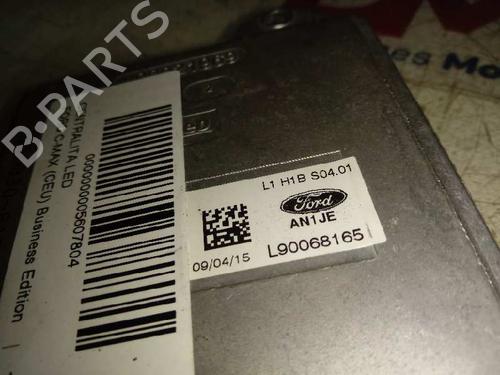 B-PARTS
CENTRALITA LED
C-MAX (CEU) Business Edition
0000000005607804
L1 H1B S04.01
Ford
AN1JE
09/04/15
L90068165